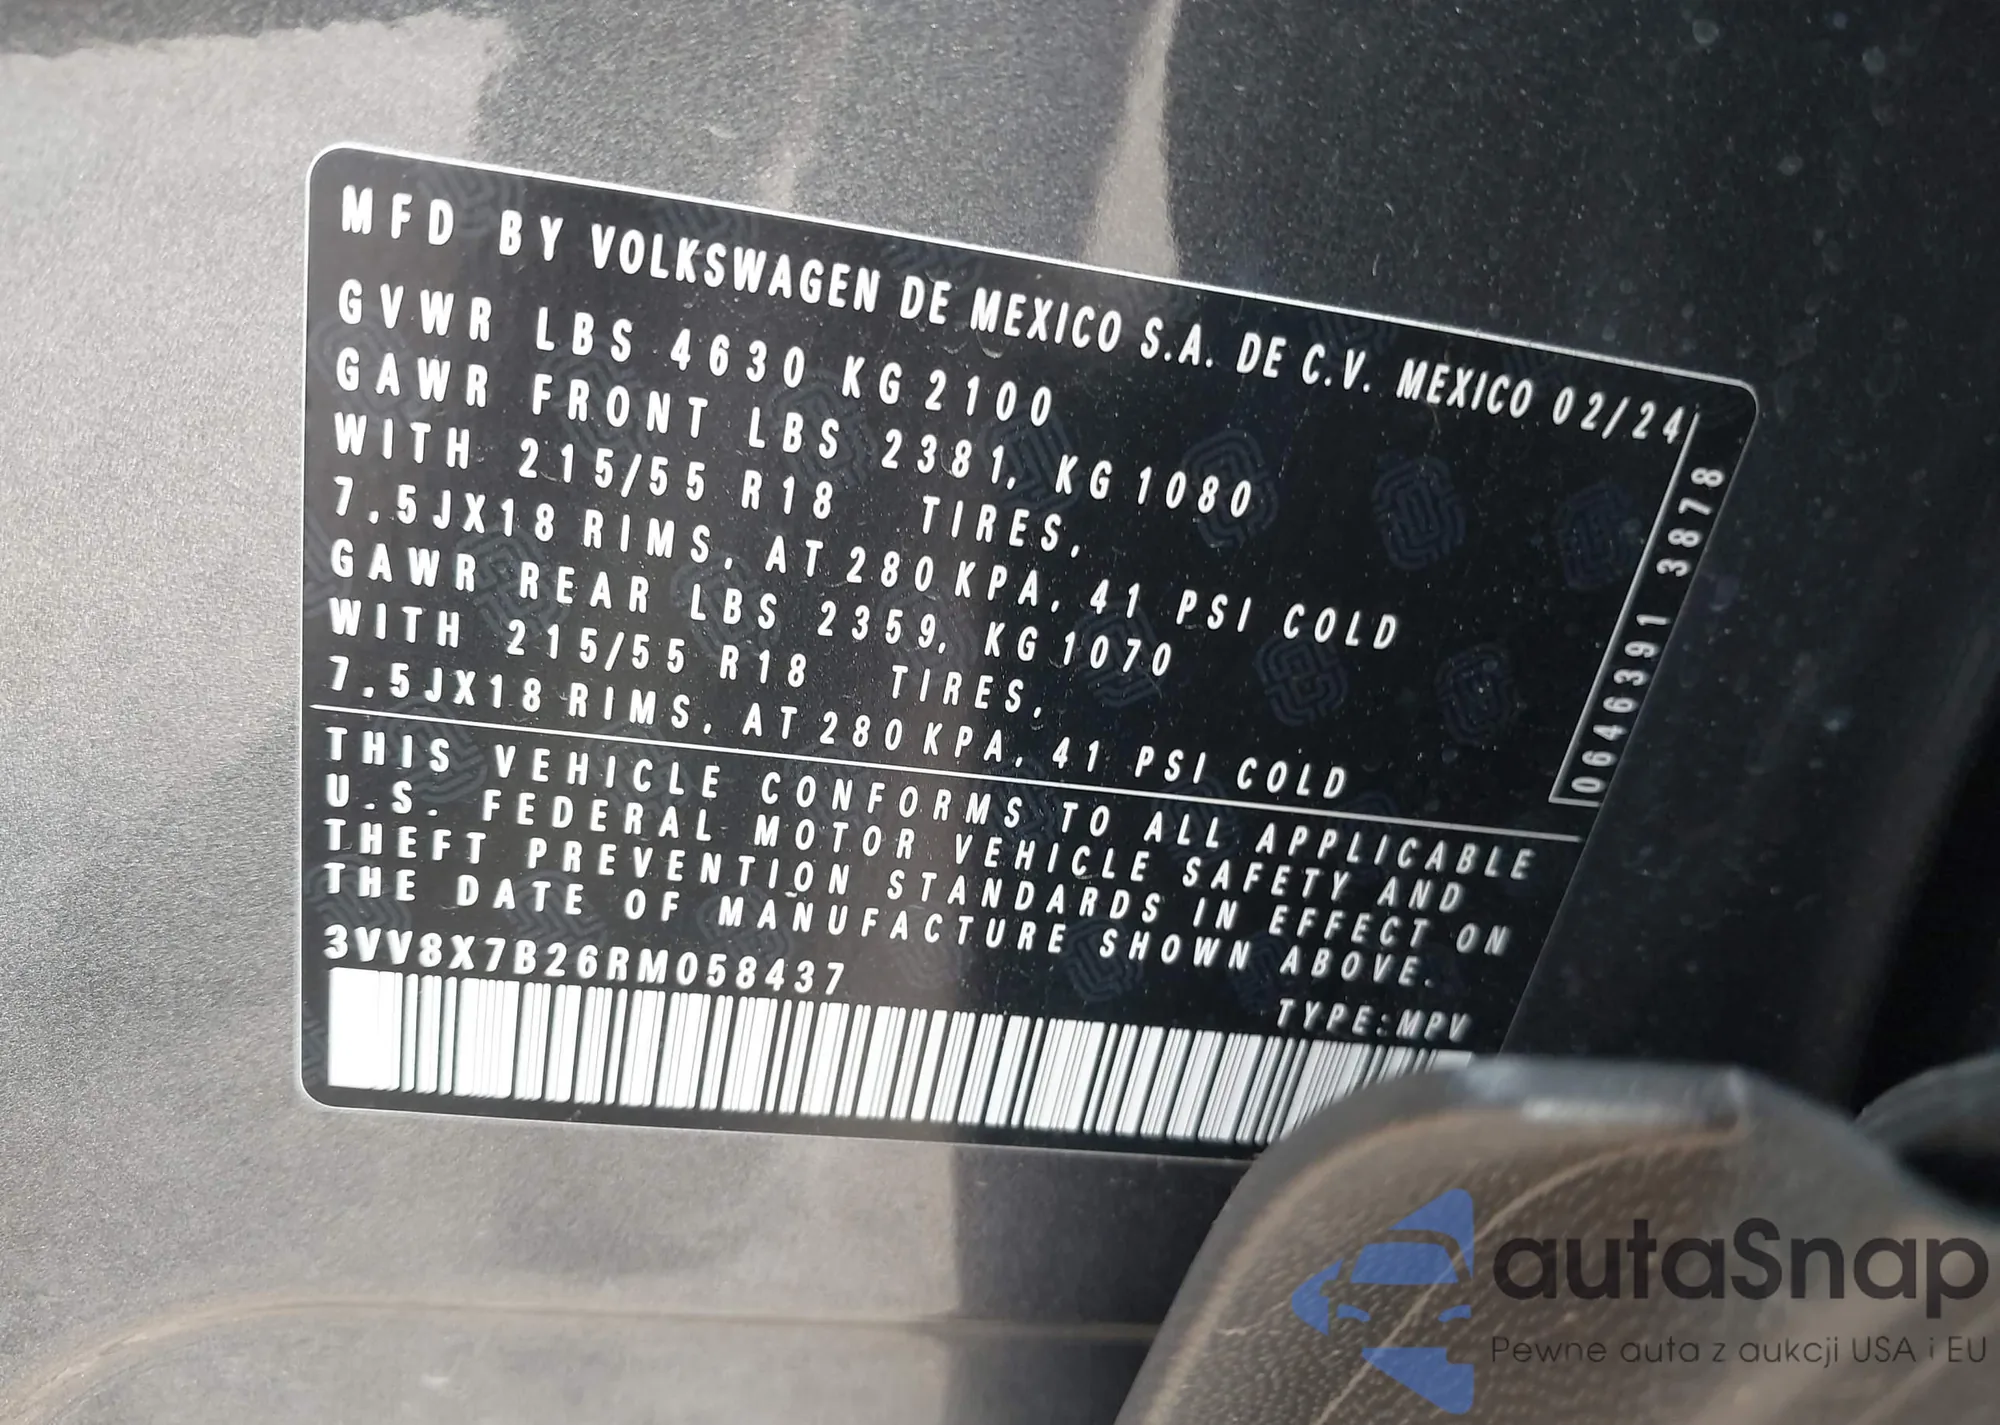 MFD BY VOLKSWAGEN DE MEXICO S.A. DE C.V. MEXICO 02/24
GVWR LBS 4630 KG 2100
GAWR FRONT LBS 2381, KG 1080
WITH 215/55 R18 TIRES,
7.5JX18 RIMS, AT 280 KPA, 41 PSI COLD
GAWR REAR LBS 2359, KG 1070
WITH 215/55 R18 TIRES,
7.5JX18 RIMS, AT 280 KPA, 41 PSI COLD
0646391 3878
THIS VEHICLE CONFORMS TO ALL APPLICABLE
U.S. FEDERAL MOTOR VEHICLE SAFETY AND
THEFT PREVENTION STANDARDS IN EFFECT ON
THE DATE OF MANUFACTURE SHOWN ABOVE.
3VV8X7B26RM058437
TYPE:MPV
autaSnap
Pewne auta z aukcji USA i EU